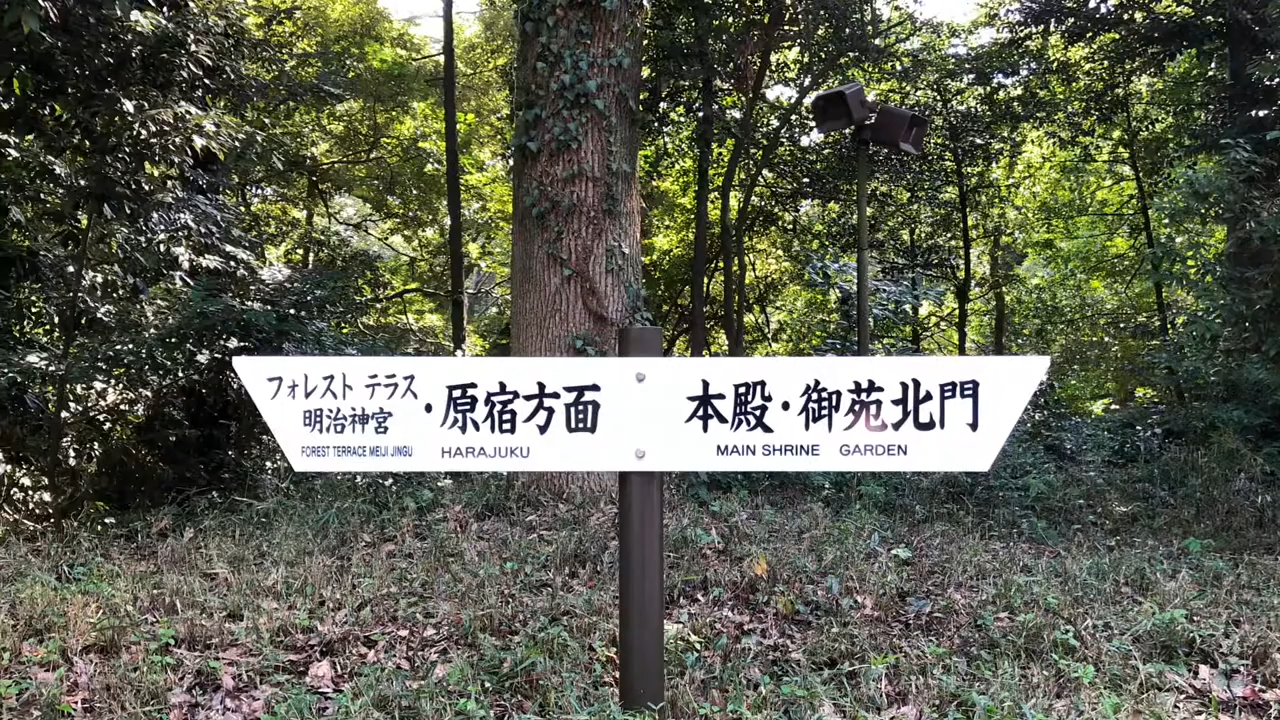 フォレスト テラス
明治神宮
・原宿方面
FOREST TERRACE MEIJI JINGU
HARAJUKU
本殿・御苑北門
MAIN SHRINE GARDEN